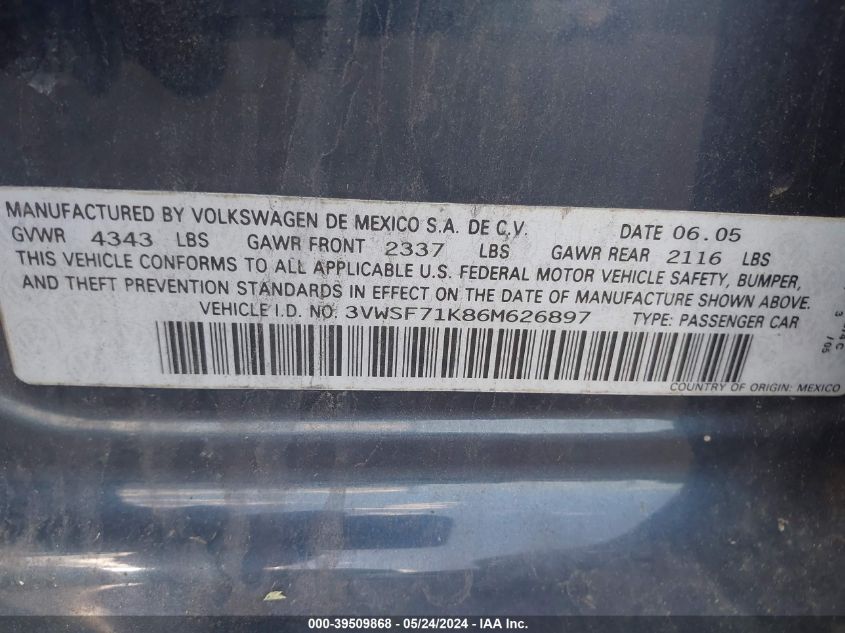 MANUFACTURED BY VOLKSWAGEN DE MEXICO S.A. DE C.V. DATE 06.05
GVWR 4343 LBS GAWR FRONT 2337 LBS GAWR REAR 2116 LBS
THIS VEHICLE CONFORMS TO ALL APPLICABLE U.S. FEDERAL MOTOR VEHICLE SAFETY, BUMPER,
AND THEFT PREVENTION STANDARDS IN EFFECT ON THE DATE OF MANUFACTURE SHOWN ABOVE.
VEHICLE I.D. NO. 3VWSF71K86M626897 TYPE: PASSENGER CAR
COUNTRY OF ORIGIN: MEXICO
000-39509868 - 05/24/2024 - IAA Inc.